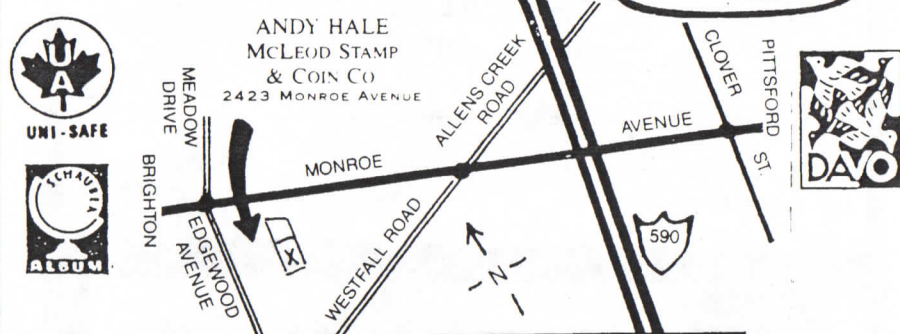 ANDY HALE
MCLEOD STAMP
& COIN CO
2423 MONROE AVENUE
UA
UNI-SAFE
SCHAUBEK
ALBUM
MEADOW
DRIVE
BRIGHTON
MONROE
AVENUE
EDGEWOOD
AVENUE
X
WESTFALL ROAD
ALLENS CREEK
ROAD
N
590
CLOVER
ST.
PITTSFORD
DAVO